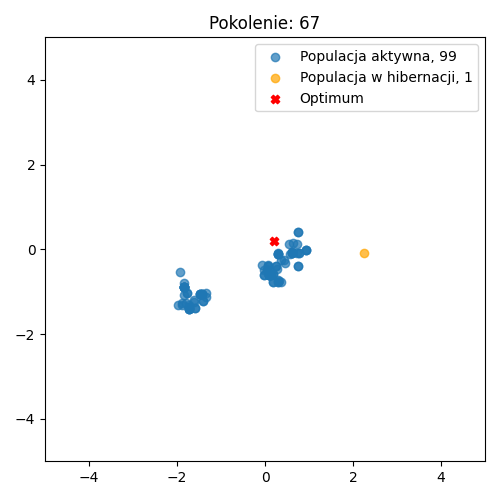 Pokolenie: 67
Populacja aktywna, 99
Populacja w hibernacji, 1
Optimum
4
2
0
−2
−4
−4
−2
0
2
4